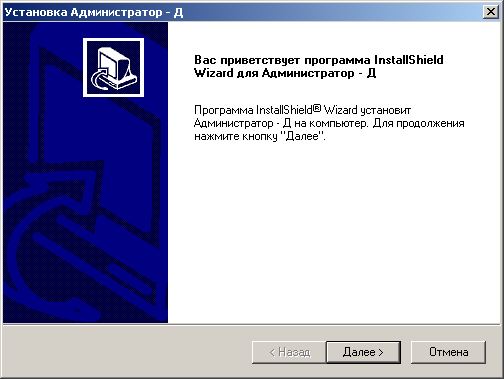 Установка Администратор - Д
Вас приветствует программа InstallShield
Wizard для Администратор - Д
Программа InstallShield® Wizard установит
Администратор - Д на компьютер. Для продолжения
нажмите кнопку "Далее".
< Назад
Далее >
Отмена